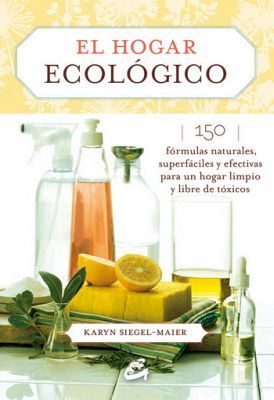 EL HOGAR
ECOLÓGICO
150
fórmulas naturales,
superfáciles y efectivas
para un hogar limpio
y libre de tóxicos
KARYN SIEGEL-MAIER